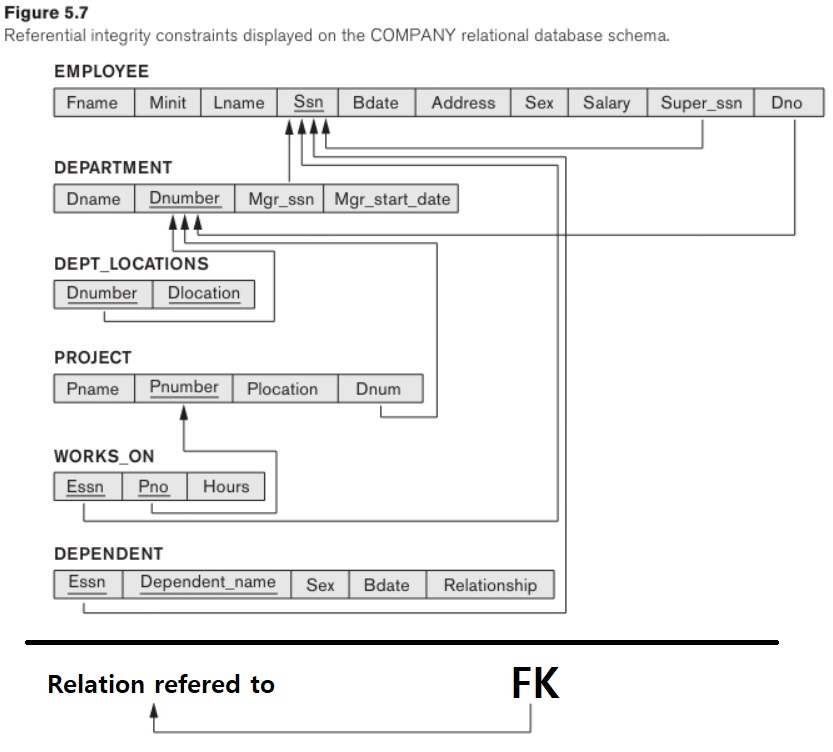 Figure 5.7
Referential integrity constraints displayed on the COMPANY relational database schema.
EMPLOYEE
Fname Minit Lname Ssn Bdate Address Sex Salary Super_ssn Dno
DEPARTMENT
Dname Dnumber Mgr_ssn Mgr_start_date
DEPT_LOCATIONS
Dnumber Dlocation
PROJECT
Pname Pnumber Plocation Dnum
WORKS_ON
Essn Pno Hours
DEPENDENT
Essn Dependent_name Sex Bdate Relationship
Relation refered to FK